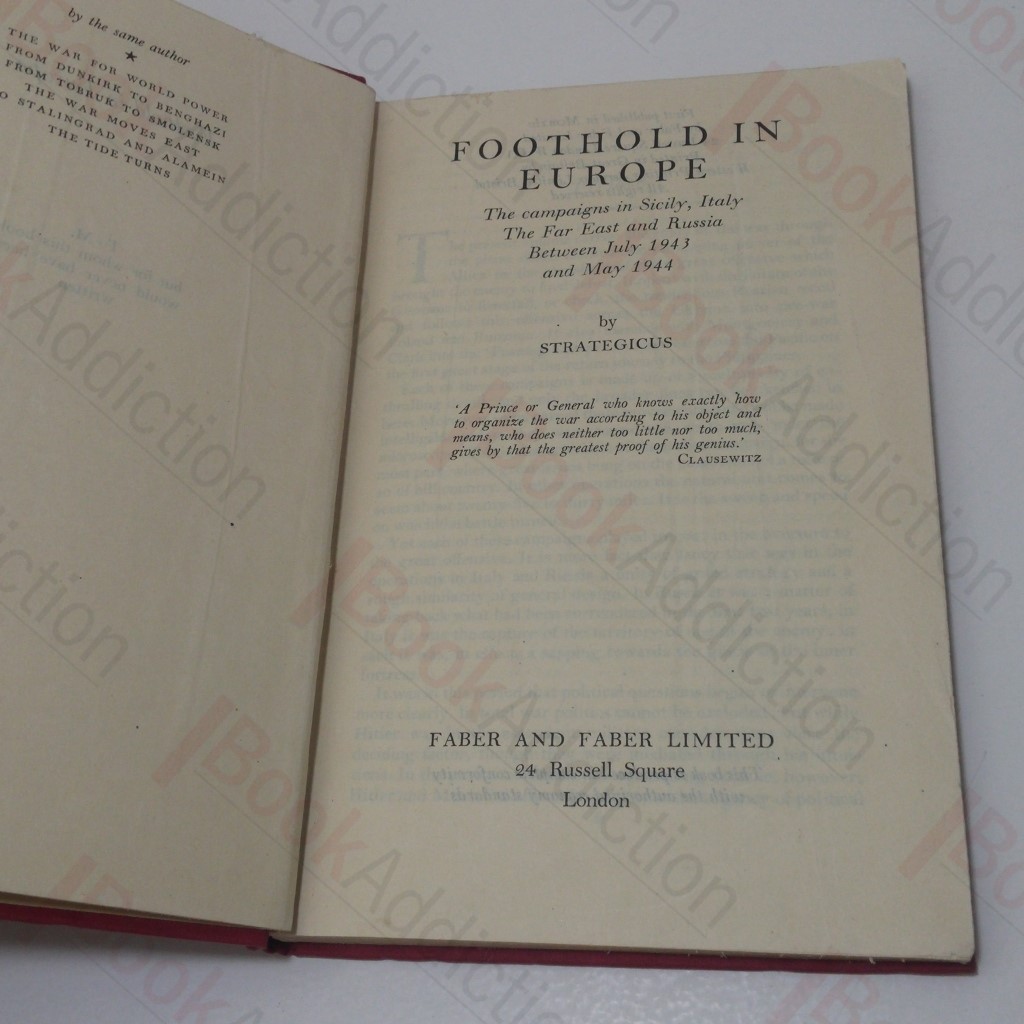 by the same author
THE WAR FOR WORLD POWER
FROM DUNKIRK TO BENGHAZI
FROM TOBRUK TO SMOLENSK
THE WAR MOVES EAST
O STALINGRAD AND ALAMEIN
THE TIDE TURNS
FOOTHOLD IN
EUROPE
The campaigns in Sicily, Italy
The Far East and Russia
Between July 1943
and May 1944
by
STRATEGICUS
'A Prince or General who knows exactly how
to organize the war according to his object and
means, who does neither too little nor too much,
gives by that the greatest proof of his genius.'
CLAUSEWITZ
FABER AND FABER LIMITED
24 Russell Square
London
BookAddiction